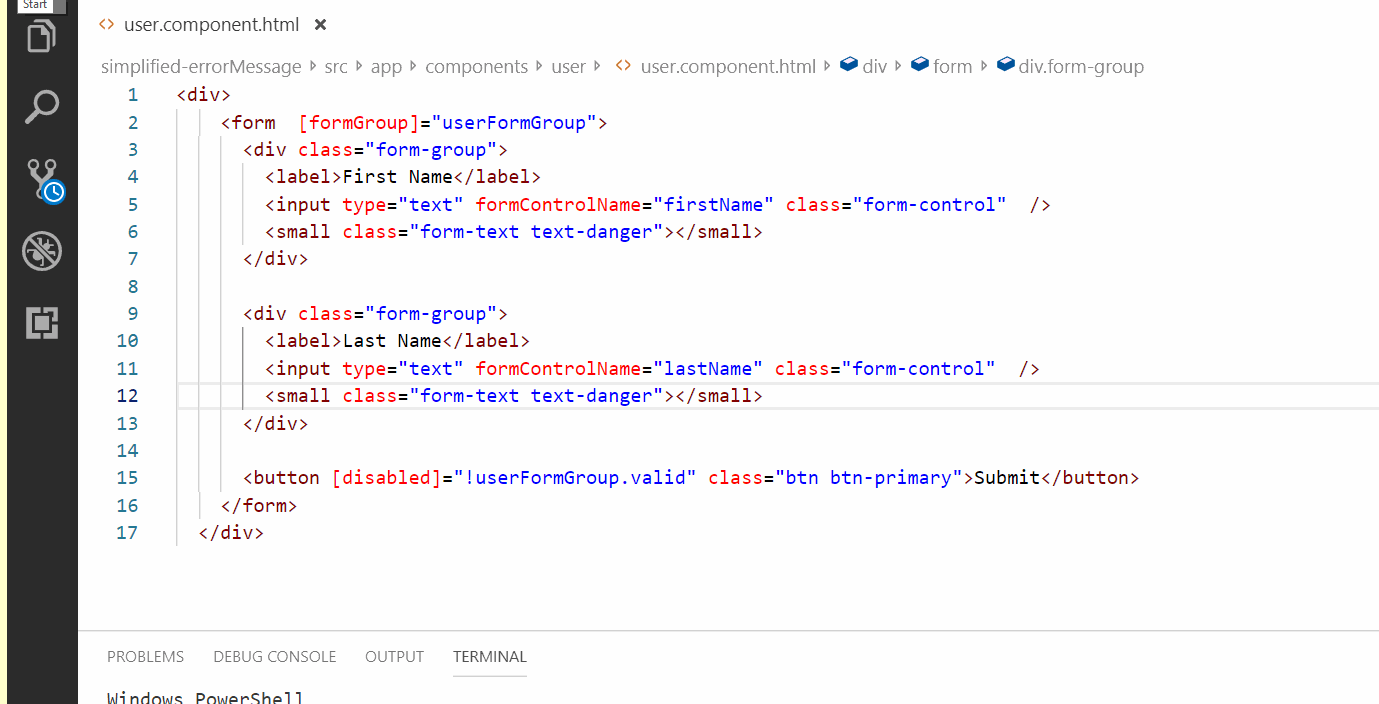 Start
user.component.html ×
simplified-errorMessage src app components user user.component.html div form div.form-group
1 <div>
2 <form  [formGroup]="userFormGroup">
3 <div class="form-group">
4 <label>First Name</label>
5 <input type="text" formControlName="firstName" class="form-control"  />
6 <small class="form-text text-danger"></small>
7 </div>
8
9 <div class="form-group">
10 <label>Last Name</label>
11 <input type="text" formControlName="lastName" class="form-control"  />
12 <small class="form-text text-danger"></small>
13 </div>
14
15 <button [disabled]="!userFormGroup.valid" class="btn btn-primary">Submit</button>
16 </form>
17 </div>
PROBLEMS DEBUG CONSOLE OUTPUT TERMINAL
Windows PowerShell